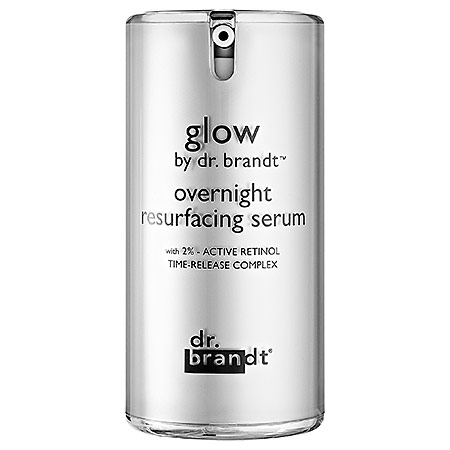 glow
by dr. brandt™
overnight
resurfacing serum
with 2% - ACTIVE RETINOL
TIME-RELEASE COMPLEX
dr.
brandt®